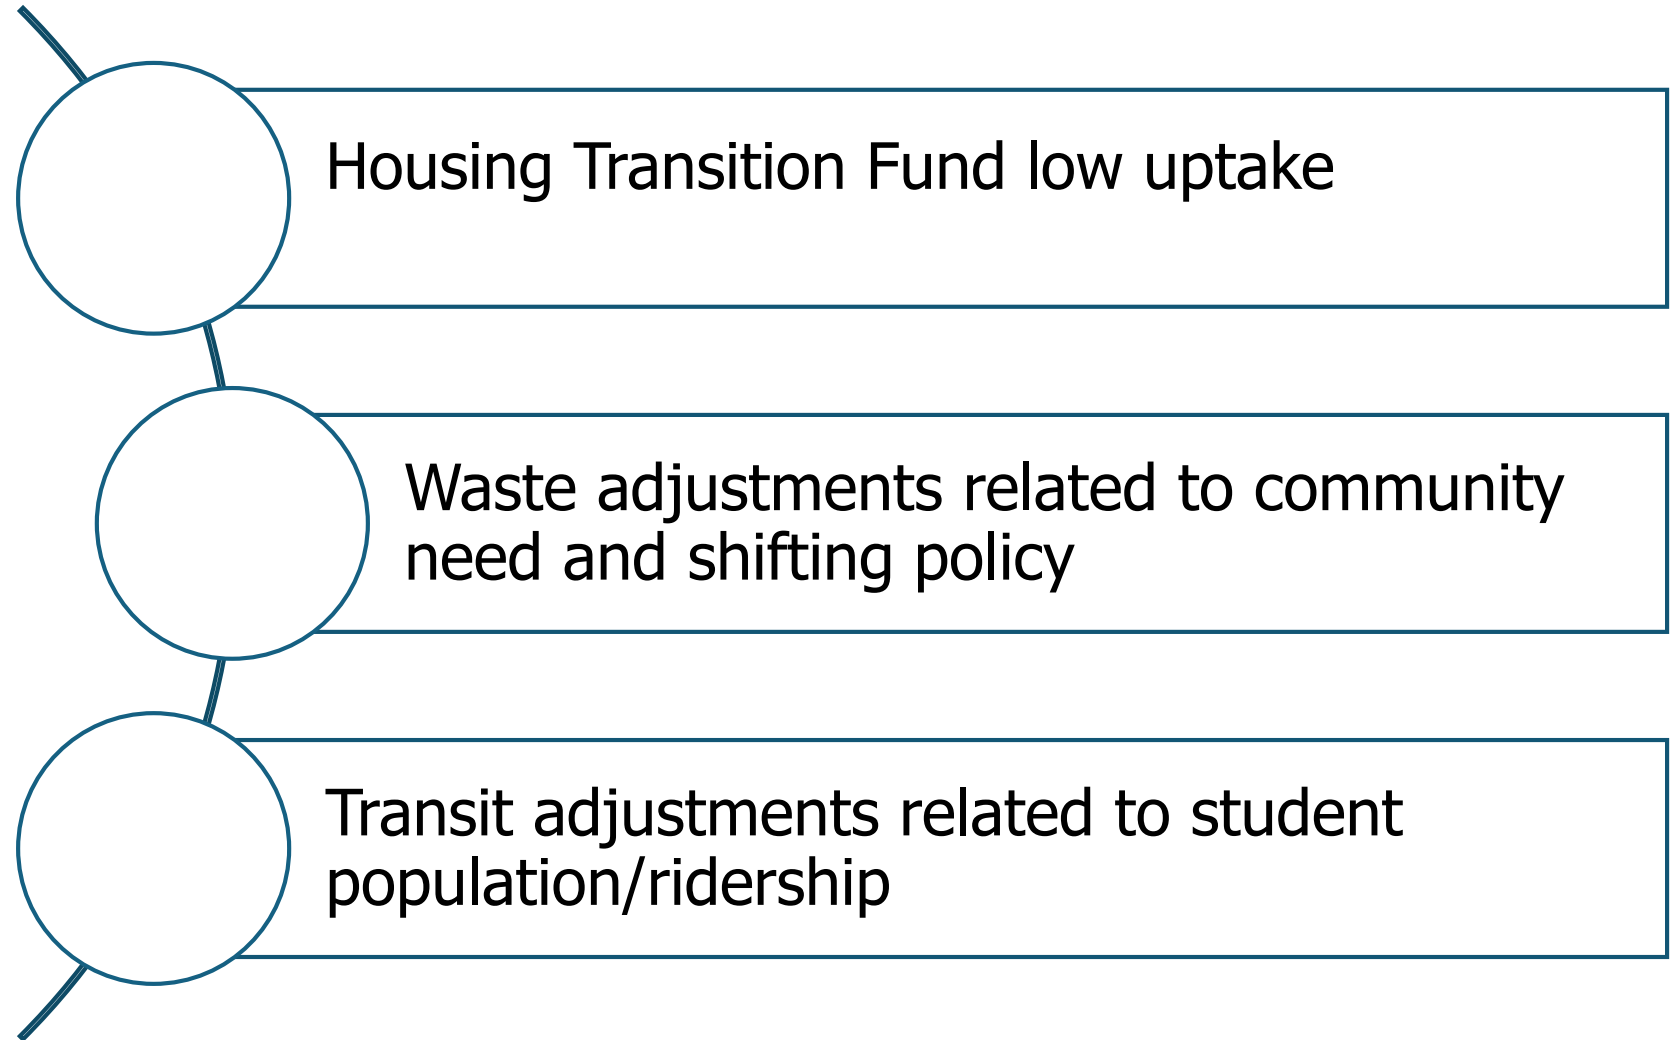 Housing Transition Fund low uptake
Waste adjustments related to community
need and shifting policy
Transit adjustments related to student
population/ridership